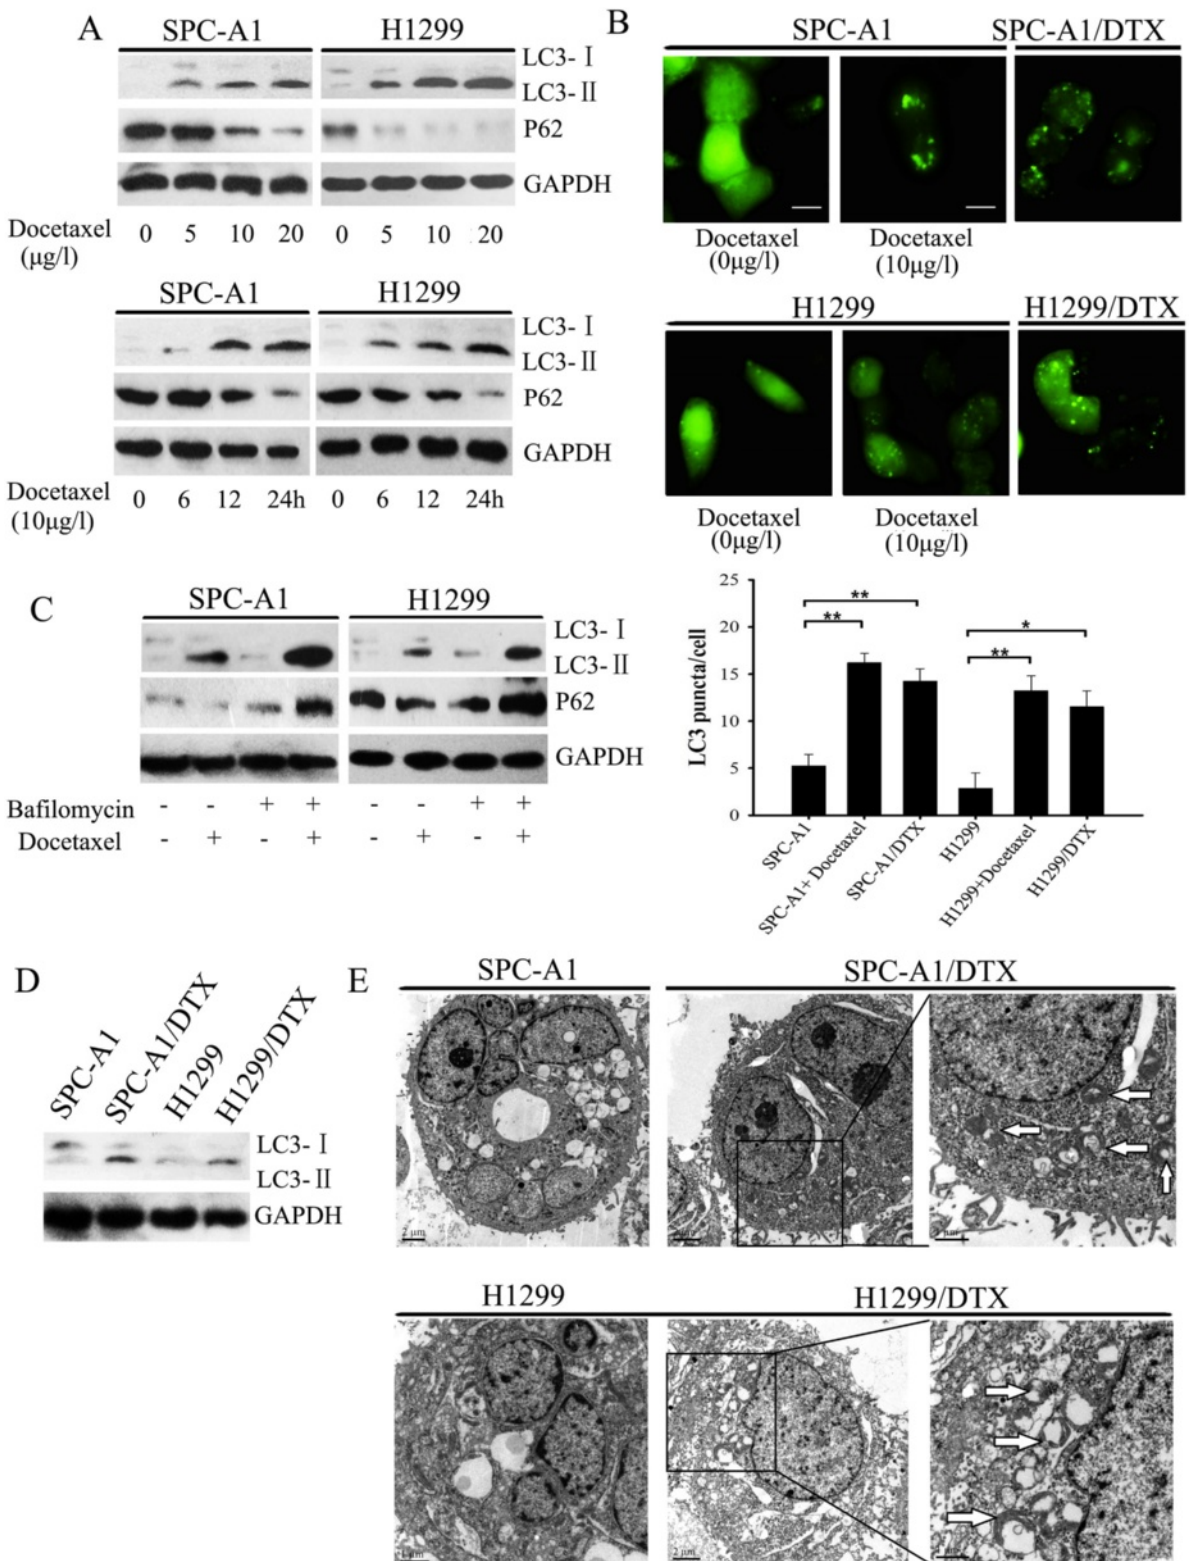 A
SPC-A1 H1299
LC3- I
LC3- II
P62
GAPDH
Docetaxel 0 5 10 20 0 5 10 20
(μg/l)
SPC-A1 H1299
LC3- I
LC3- II
P62
GAPDH
Docetaxel 0 6 12 24h 0 6 12 24h
(10μg/l)
B
SPC-A1 SPC-A1/DTX
Docetaxel Docetaxel
(0μg/l) (10μg/l)
H1299 H1299/DTX
Docetaxel Docetaxel
(0μg/l) (10μg/l)
25
20
15
10
5
0
LC3 puncta/cell
** ** ** *
SPC-A1
SPC-A1+ Docetaxel
SPC-A1/DTX
H1299
H1299+Docetaxel
H1299/DTX
C
SPC-A1 H1299
LC3- I
LC3- II
P62
GAPDH
Bafilomycin - - + + - - + +
Docetaxel - + - + - + - +
D
SPC-A1
SPC-A1/DTX
H1299
H1299/DTX
LC3- I
LC3- II
GAPDH
E
SPC-A1 SPC-A1/DTX
2 μm
H1299 H1299/DTX
2 μm